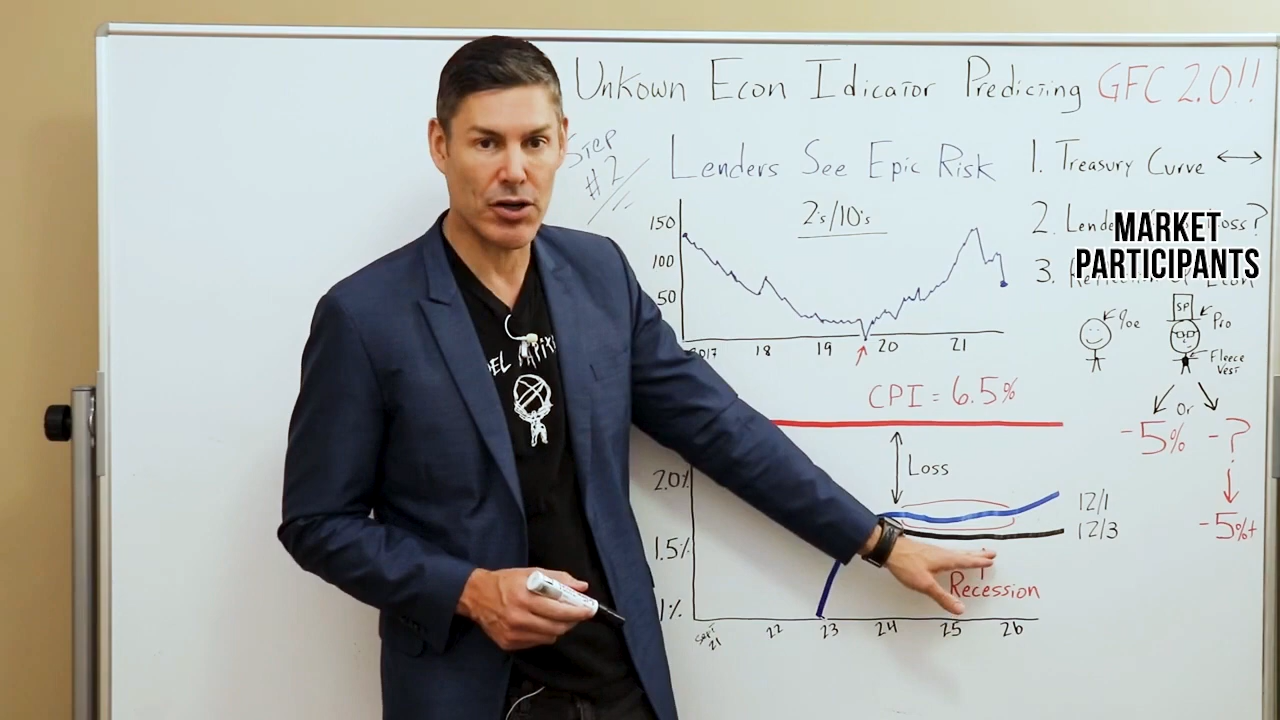 Unkown Econ Idicator Predicting GFC 2.0!!
Step
#2
Lenders See Epic Risk
2's/10's
150
100
50
2017 18 19 20 21
CPI = 6.5%
Loss
2.0%
1.5%
1%
12/1
12/3
Recession
Sept
21
22 23 24 25 26
1. Treasury Curve
2.
3.
MARKET
PARTICIPANTS
Joe
SP
Pro
Fleece
Vest
Or
-5% -?
-5%+